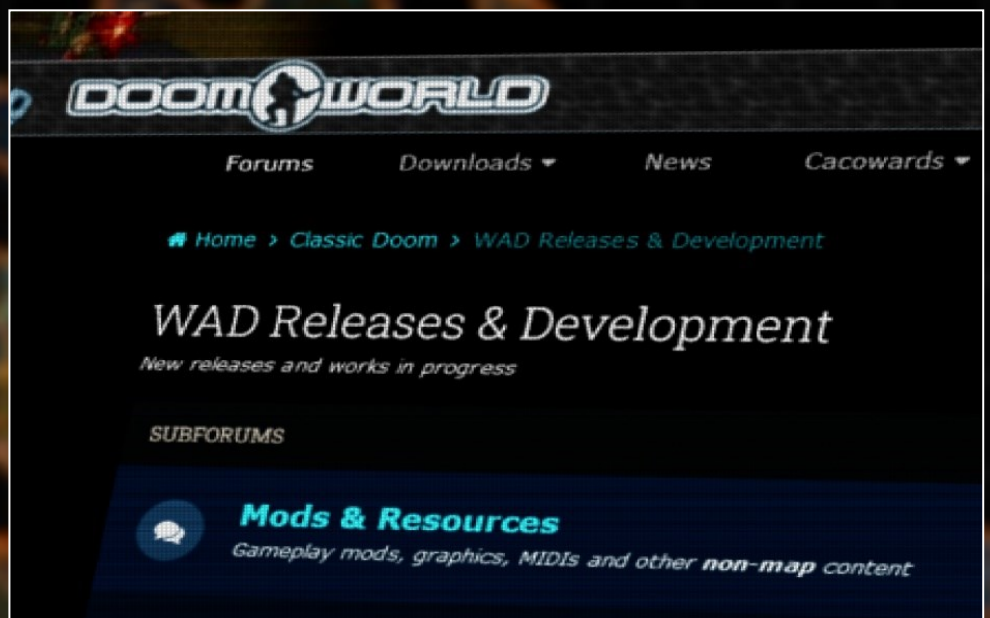 DOOMWORLD
Forums Downloads News Cacowards
Home > Classic Doom > WAD Releases & Development
WAD Releases & Development
New releases and works in progress
SUBFORUMS
Mods & Resources
Gameplay mods, graphics, MIDIs and other non-map content